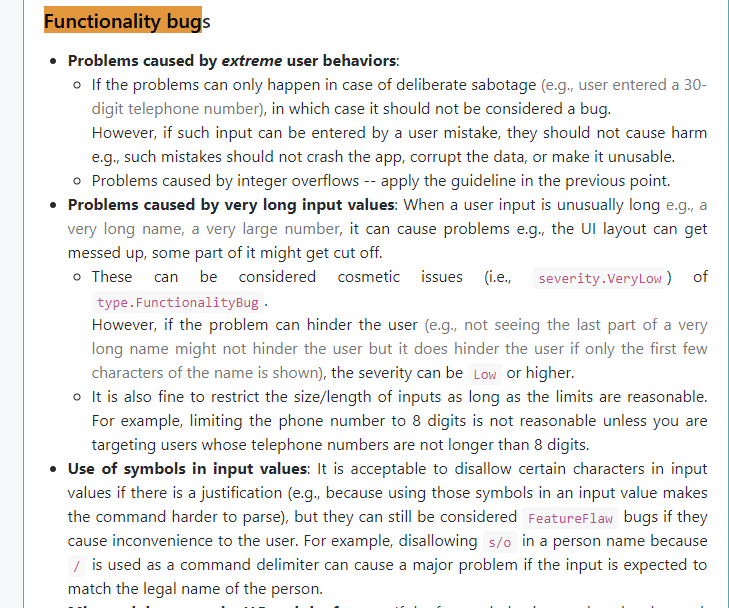 Functionality bugs
• Problems caused by extreme user behaviors:
○ If the problems can only happen in case of deliberate sabotage (e.g., user entered a 30-
digit telephone number), in which case it should not be considered a bug.
However, if such input can be entered by a user mistake, they should not cause harm
e.g., such mistakes should not crash the app, corrupt the data, or make it unusable.
○ Problems caused by integer overflows -- apply the guideline in the previous point.
• Problems caused by very long input values: When a user input is unusually long e.g., a
very long name, a very large number, it can cause problems e.g., the UI layout can get
messed up, some part of it might get cut off.
○ These can be considered cosmetic issues (i.e., severity.VeryLow) of
type.FunctionalityBug .
However, if the problem can hinder the user (e.g., not seeing the last part of a very
long name might not hinder the user but it does hinder the user if only the first few
characters of the name is shown), the severity can be Low or higher.
○ It is also fine to restrict the size/length of inputs as long as the limits are reasonable.
For example, limiting the phone number to 8 digits is not reasonable unless you are
targeting users whose telephone numbers are not longer than 8 digits.
• Use of symbols in input values: It is acceptable to disallow certain characters in input
values if there is a justification (e.g., because using those symbols in an input value makes
the command harder to parse), but they can still be considered FeatureFlaw bugs if they
cause inconvenience to the user. For example, disallowing s/o in a person name because
/ is used as a command delimiter can cause a major problem if the input is expected to
match the legal name of the person.